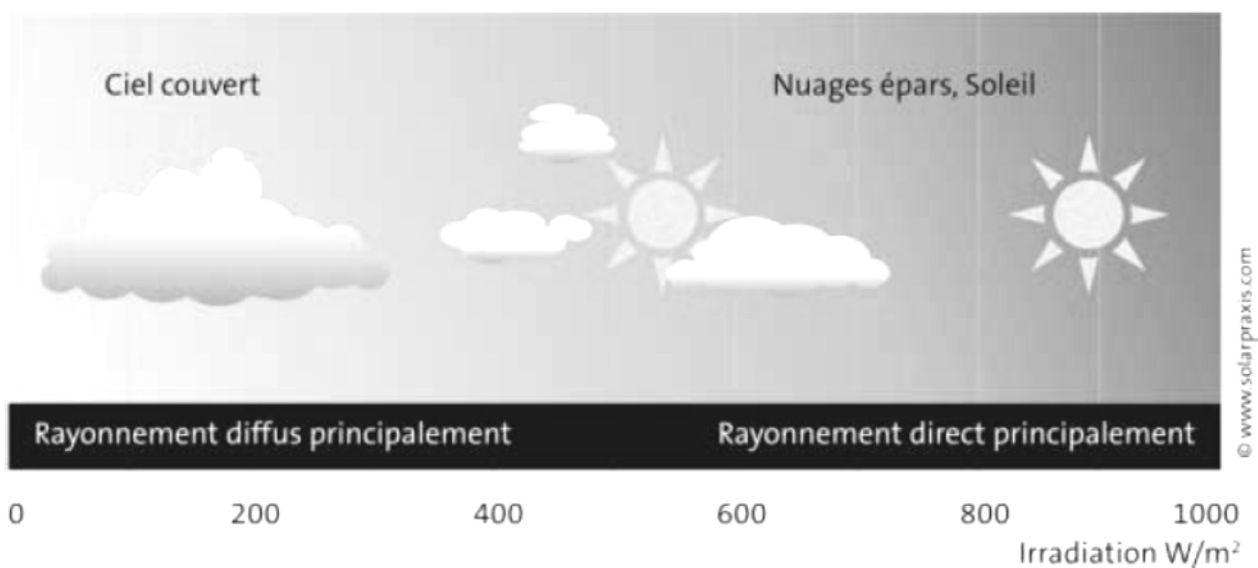 Ciel couvert
Nuages épars, Soleil
Rayonnement diffus principalement
Rayonnement direct principalement
0 200 400 600 800 1000
Irradiation W/m²
© www.solarpraxis.com